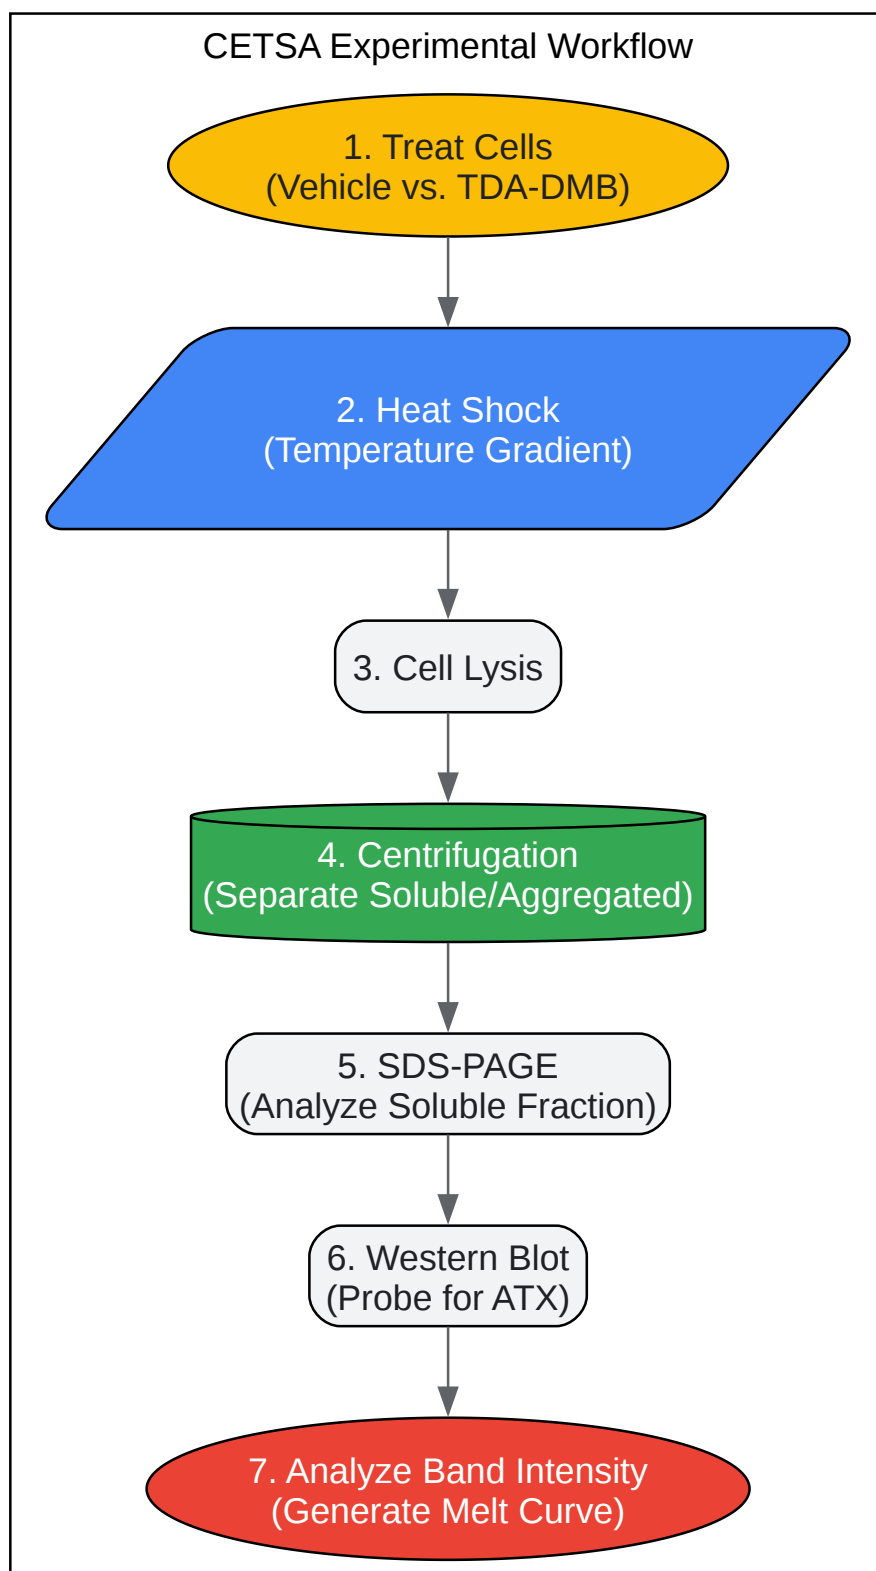 CETSA Experimental Workflow
1. Treat Cells
(Vehicle vs. TDA-DMB)
2. Heat Shock
(Temperature Gradient)
3. Cell Lysis
4. Centrifugation
(Separate Soluble/Aggregated)
5. SDS-PAGE
(Analyze Soluble Fraction)
6. Western Blot
(Probe for ATX)
7. Analyze Band Intensity
(Generate Melt Curve)